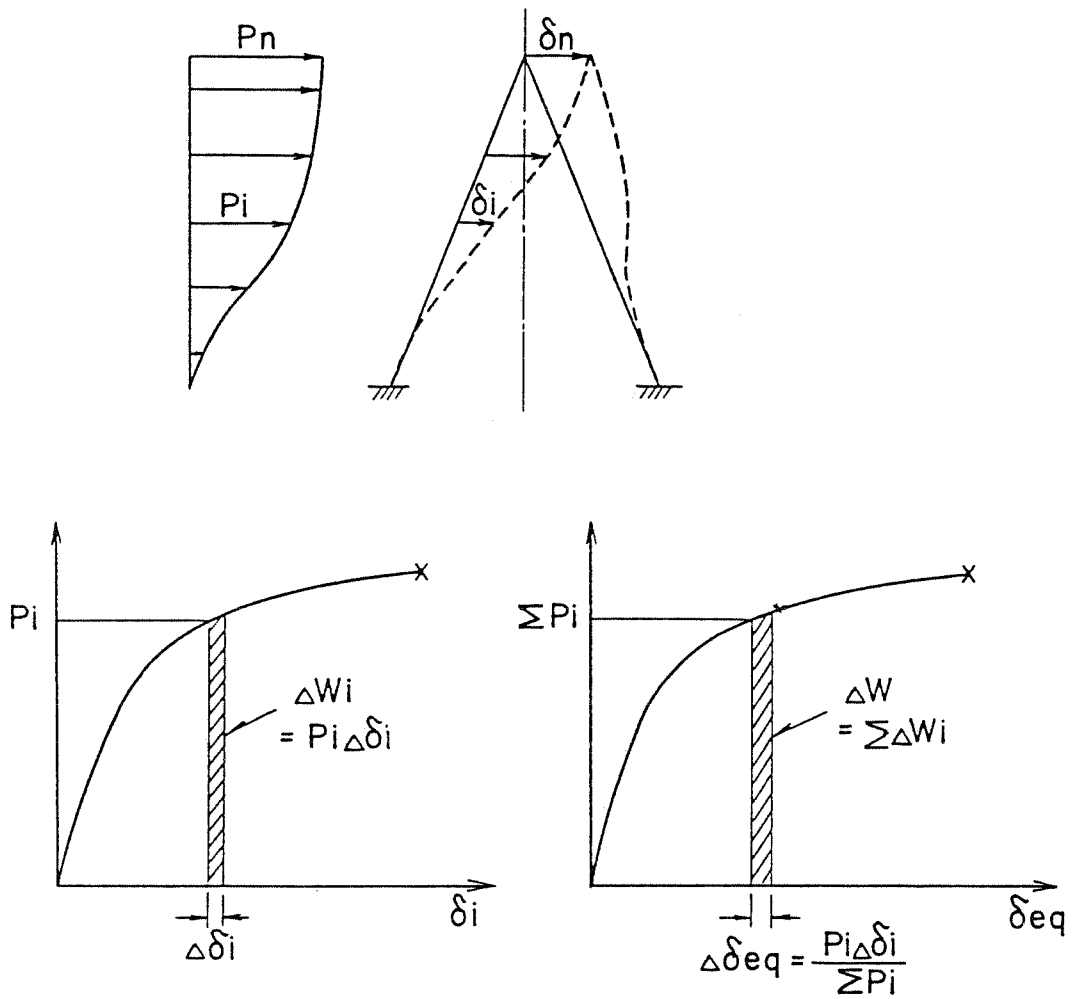 Pn
δn
Pi
δi
Pi
ΔWi
= PiΔδi
δi
Δδi
ΣPi
ΔW
= ΣΔWi
δeq
Δδeq = PiΔδi / ΣPi